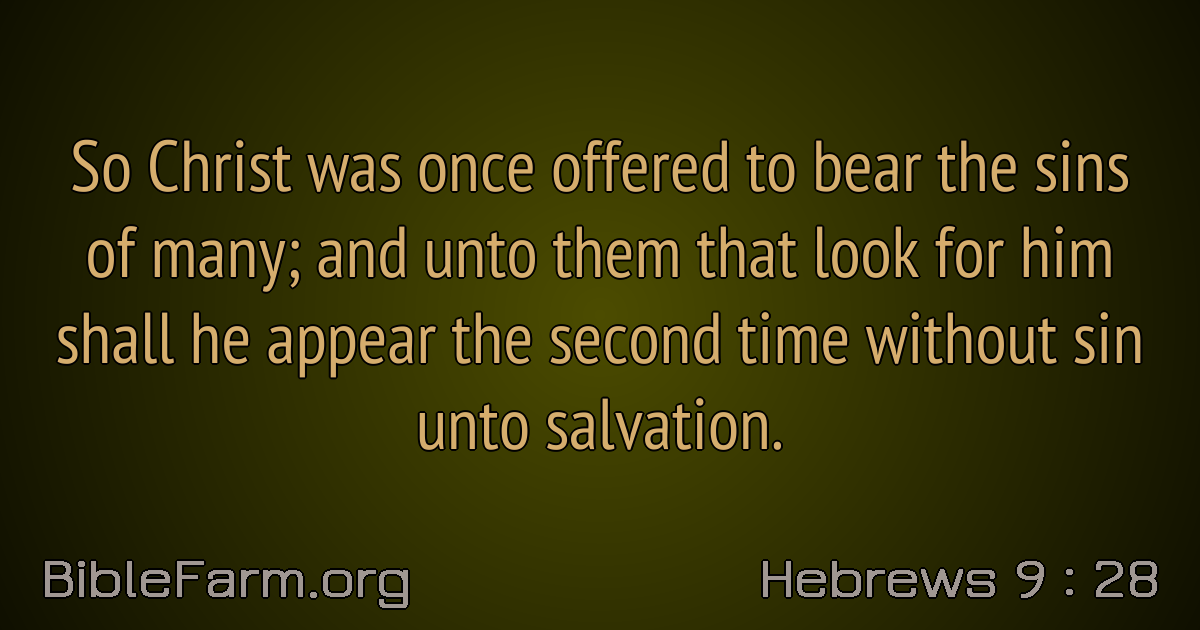 So Christ was once offered to bear the sins
of many; and unto them that look for him
shall he appear the second time without sin
unto salvation.
BibleFarm.org
Hebrews 9 : 28